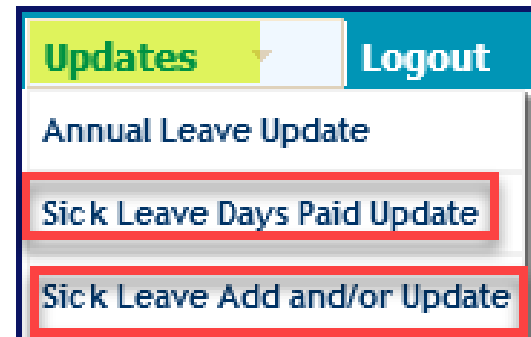 Updates Logout
Annual Leave Update
Sick Leave Days Paid Update
Sick Leave Add and/or Update